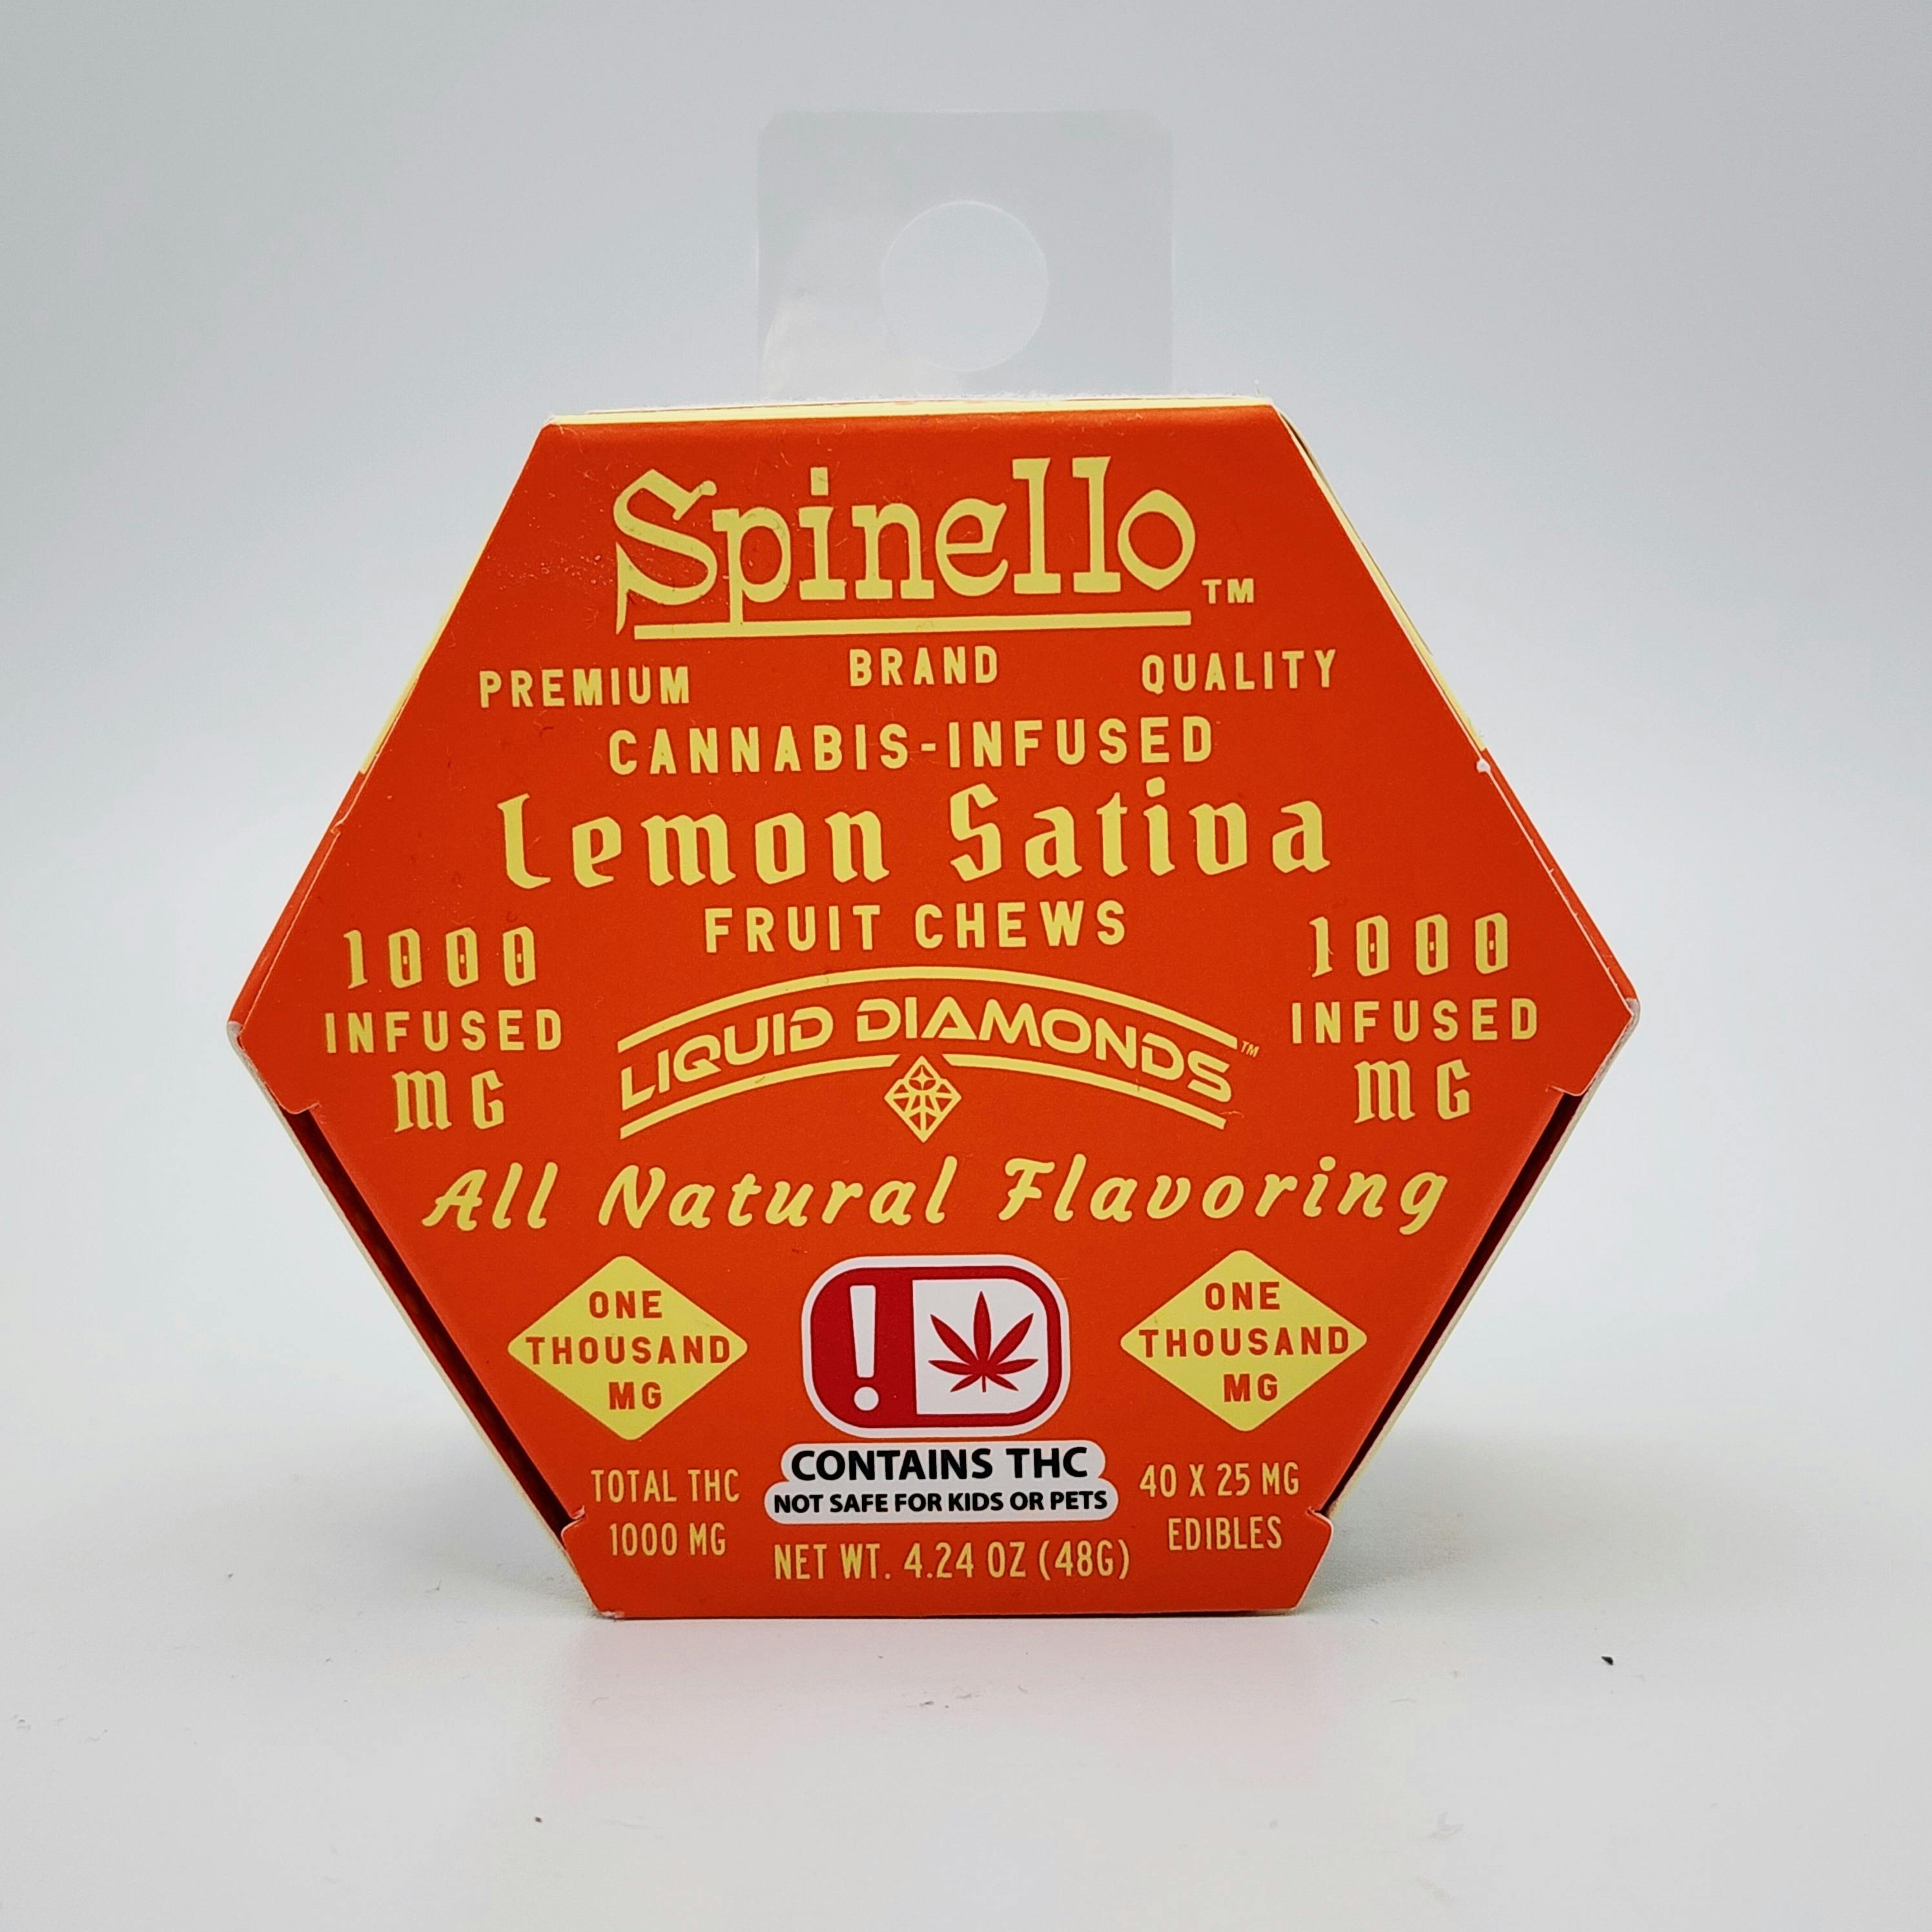 Spinello TM
PREMIUM BRAND QUALITY
CANNABIS-INFUSED
Lemon Sativa
FRUIT CHEWS
1000
INFUSED
MG
1000
INFUSED
MG
LIQUID DIAMONDS TM
All Natural Flavoring
ONE
THOUSAND
MG
!
ONE
THOUSAND
MG
TOTAL THC
1000 MG
CONTAINS THC
NOT SAFE FOR KIDS OR PETS
40 X 25 MG
EDIBLES
NET WT. 4.24 OZ (48G)